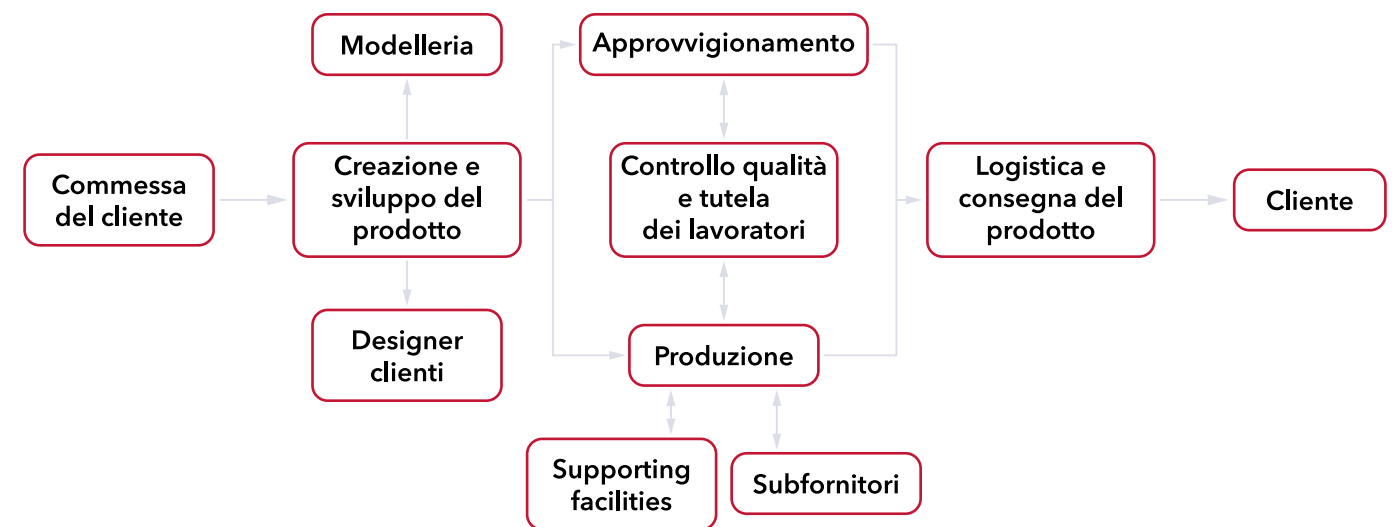 Modelleria
Approvvigionamento
Commessa
del cliente
Creazione e
sviluppo del
prodotto
Controllo qualità
e tutela
dei lavoratori
Logistica e
consegna del
prodotto
Cliente
Designer
clienti
Produzione
Supporting
facilities
Subfornitori